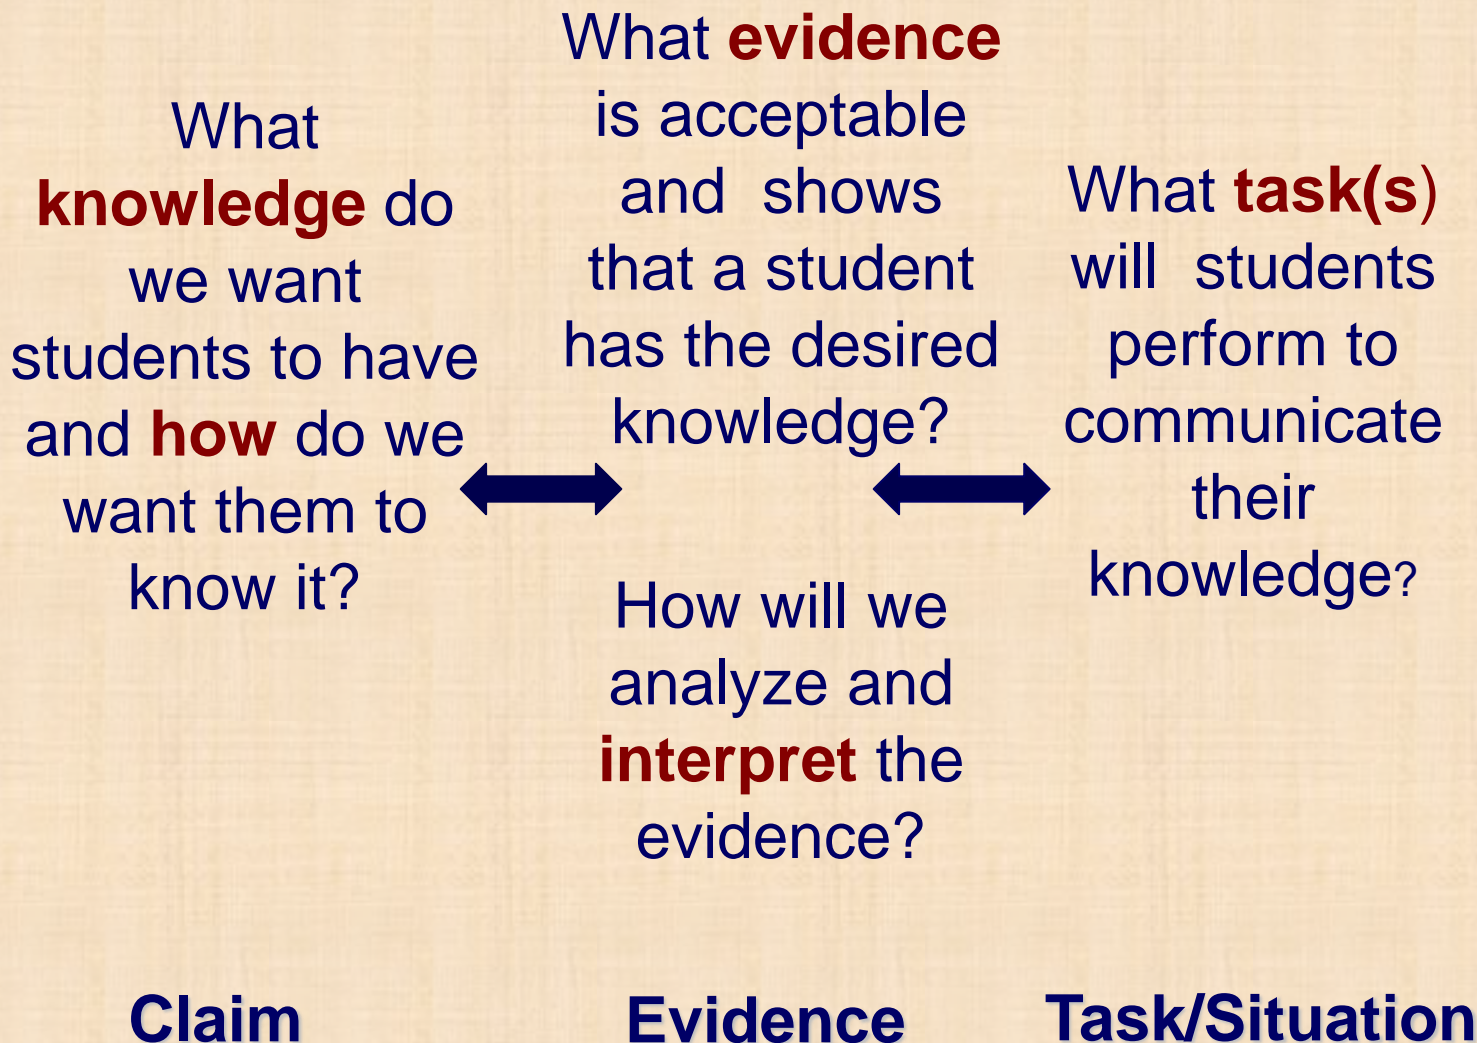 What
knowledge do
we want
students to have
and how do we
want them to
know it?
What evidence
is acceptable
and shows
that a student
has the desired
knowledge?
How will we
analyze and
interpret the
evidence?
What task(s)
will students
perform to
communicate
their
knowledge?
Claim
Evidence
Task/Situation